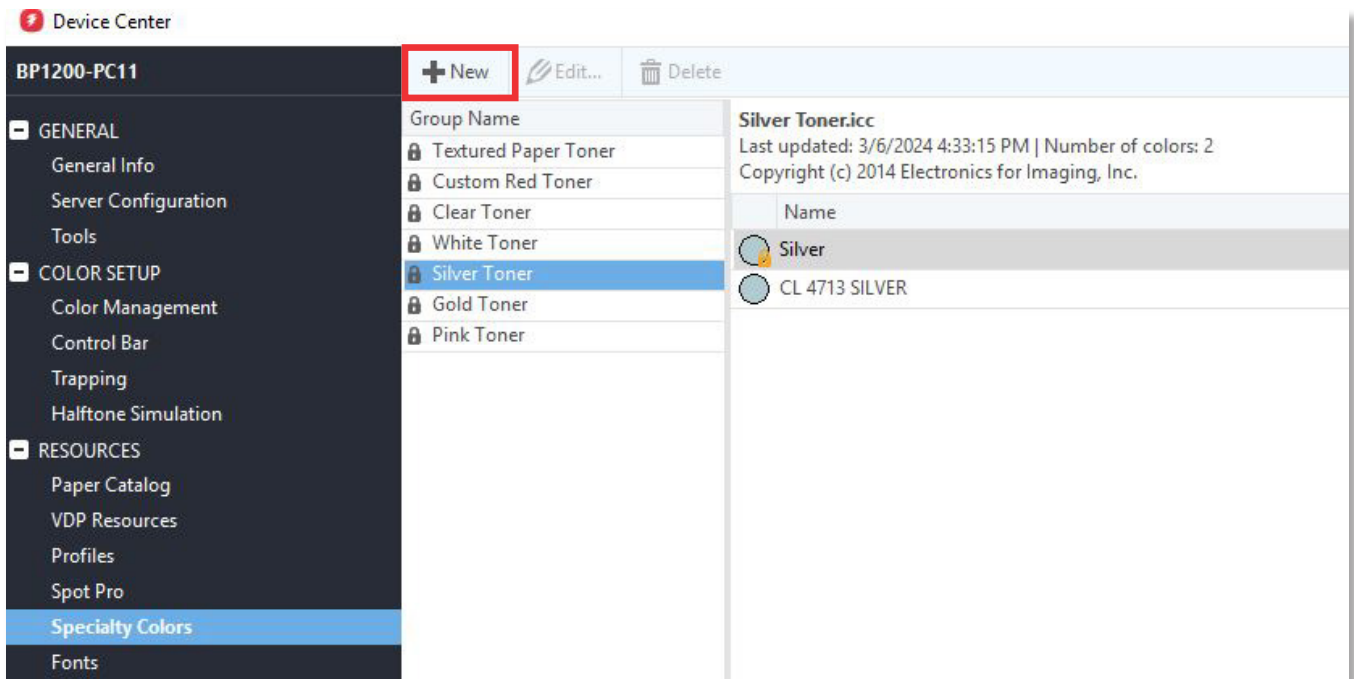 Device Center
BP1200-PC11
New Edit... Delete
GENERAL
General Info
Server Configuration
Tools
COLOR SETUP
Color Management
Control Bar
Trapping
Halftone Simulation
RESOURCES
Paper Catalog
VDP Resources
Profiles
Spot Pro
Specialty Colors
Fonts
Group Name
Textured Paper Toner
Custom Red Toner
Clear Toner
White Toner
Silver Toner
Gold Toner
Pink Toner
Silver Toner.icc
Last updated: 3/6/2024 4:33:15 PM | Number of colors: 2
Copyright (c) 2014 Electronics for Imaging, Inc.
Name
Silver
CL 4713 SILVER